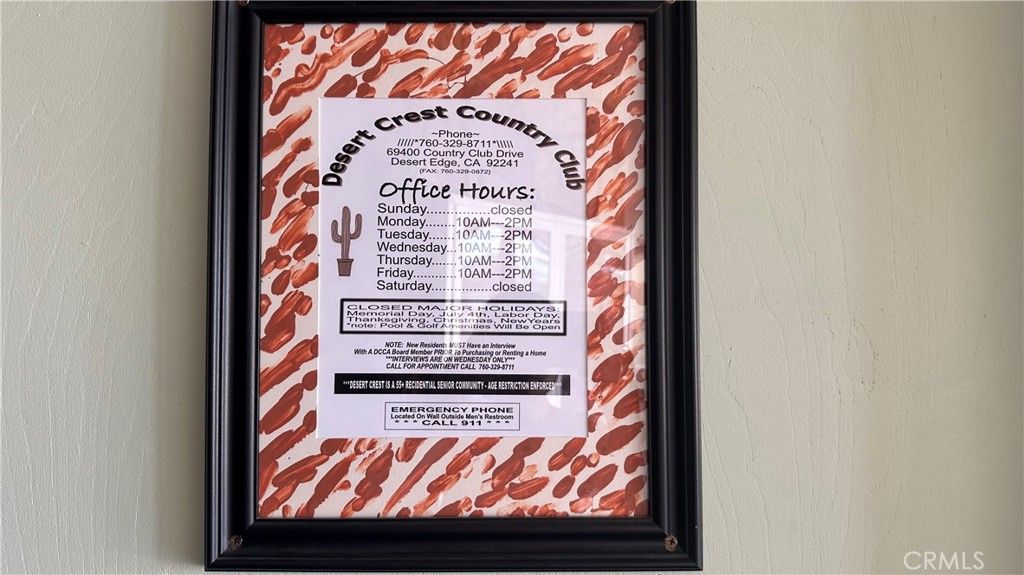 Desert Crest Country Club
~Phone~
/////*760-329-8711*\\\\\
69400 Country Club Drive
Desert Edge, CA 92241
(FAX: 760-329-0872)
Office Hours:
Sunday................closed
Monday........10AM---2PM
Tuesday.......10AM---2PM
Wednesday...10AM---2PM
Thursday.......10AM---2PM
Friday...........10AM---2PM
Saturday...............closed
CLOSED MAJOR HOLIDAYS:
Memorial Day, July 4th, Labor Day,
Thanksgiving, Christmas, NewYears
*note: Pool & Golf Amenities Will Be Open
NOTE: New Residents MUST Have an Interview
With A DCCA Board Member PRIOR To Purchasing or Renting a Home
***INTERVIEWS ARE ON WEDNESDAY ONLY***
CALL FOR APPOINTMENT CALL 760-329-8711
***DESERT CREST IS A 55+ RECIDENTIAL SENIOR COMMUNITY - AGE RESTRICTION ENFORCED***
EMERGENCY PHONE
Located On Wall Outside Men's Restroom
* * * CALL 911 * * *
CRMLS